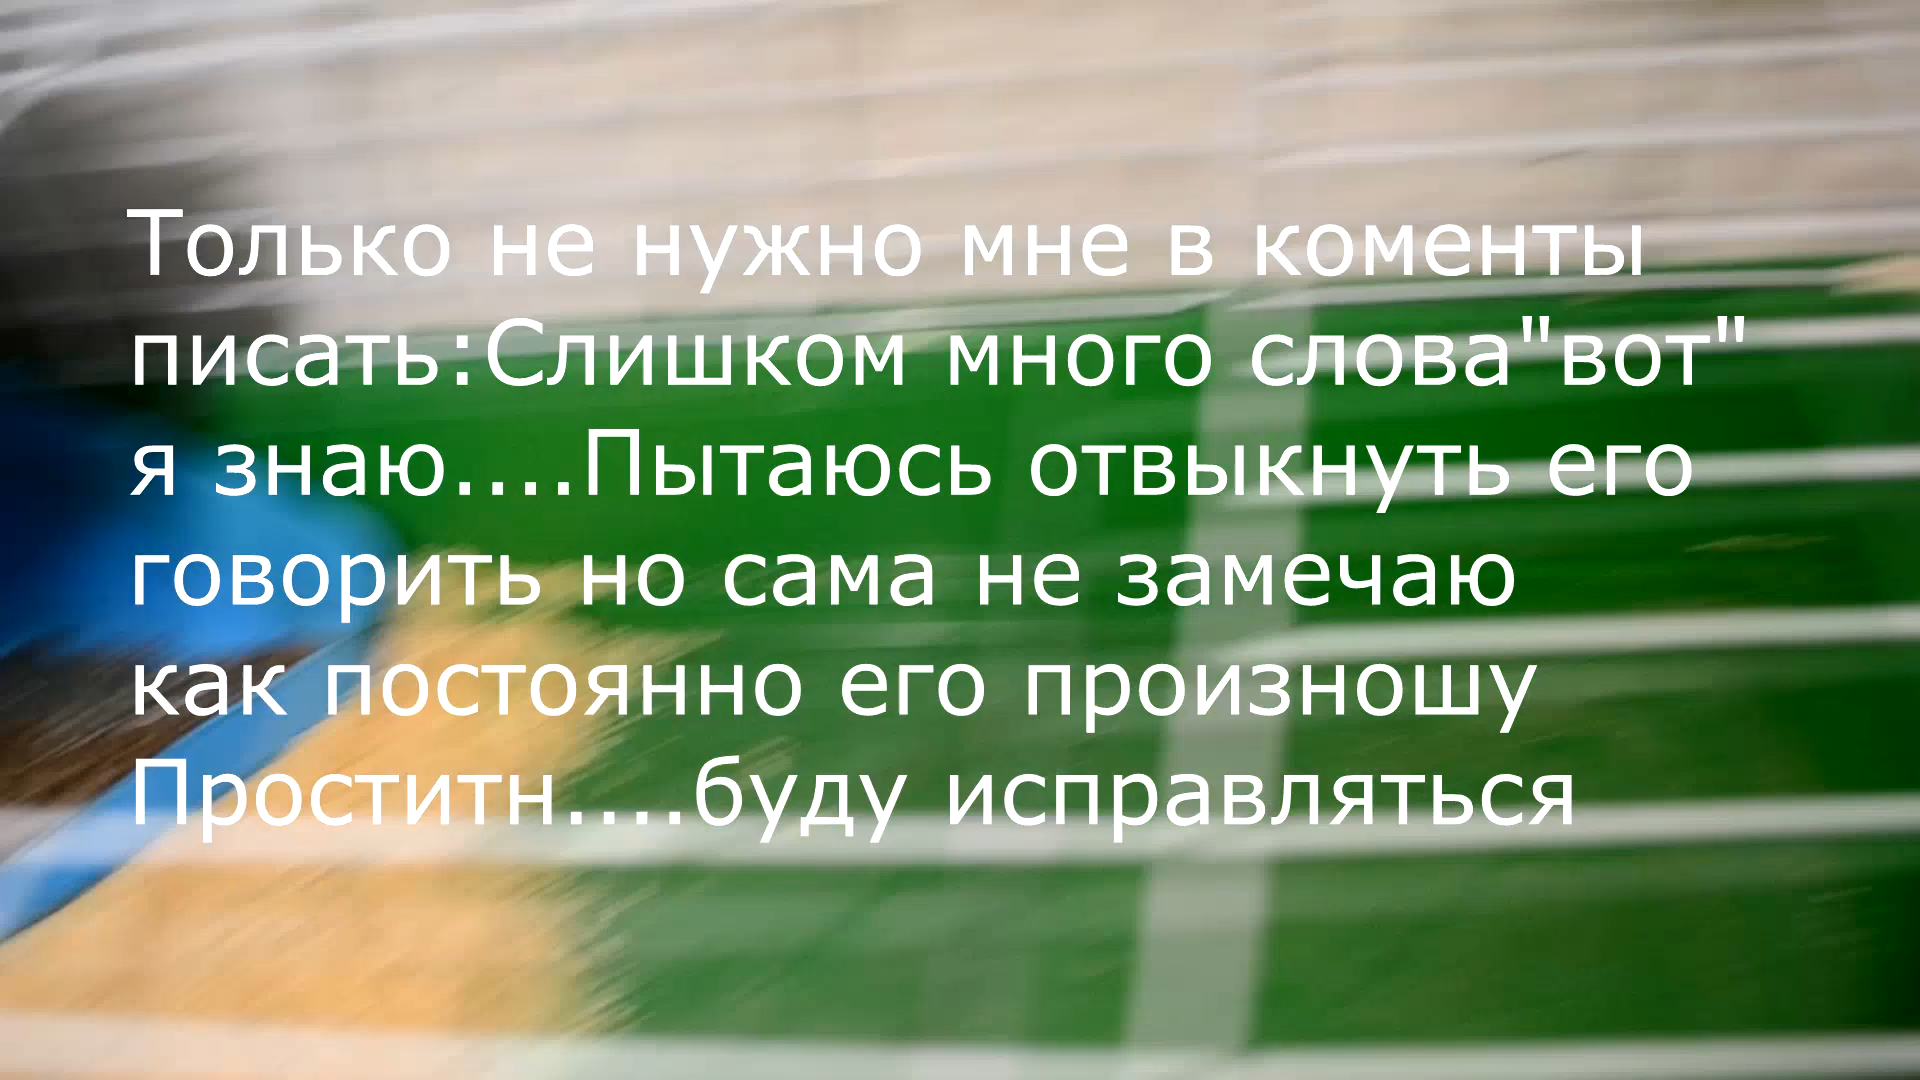 Только не нужно мне в коменты
писать:Слишком много слова"вот"
я знаю....Пытаюсь отвыкнуть его
говорить но сама не замечаю
как постоянно его произношу
Проститн....буду исправляться